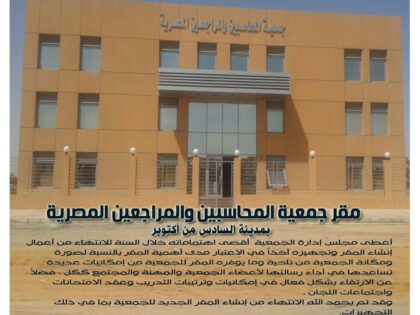 جمعية المحاسبين والمراجعين المصرية
مقر جمعية المحاسبين والمراجعين المصرية
بمدينة السادس من أكتوبر
أعطى مجلس إدارة الجمعية أقصى اهتماماته خلال السنة للانتهاء من أعمال
إنشاء المقر وتجهيزه أخذاً في الاعتبار مدى أهمية المقر بالنسبة لصورة
ومكانة الجمعية من ناحية وما يوفره المقر للجمعية من إمكانيات عديدة
تساعدها في أداء رسالتها لأعضاء الجمعية والمهنة والمجتمع ككل ، فضلاً
عن الارتقاء بشكل فعال في إمكانيات وترتيبات التدريب وعقد الامتحانات
واجتماعات اللجان .
وقد تم بحمد الله الانتهاء من إنشاء المقر الجديد للجمعية بما في ذلك
التجهيزات.